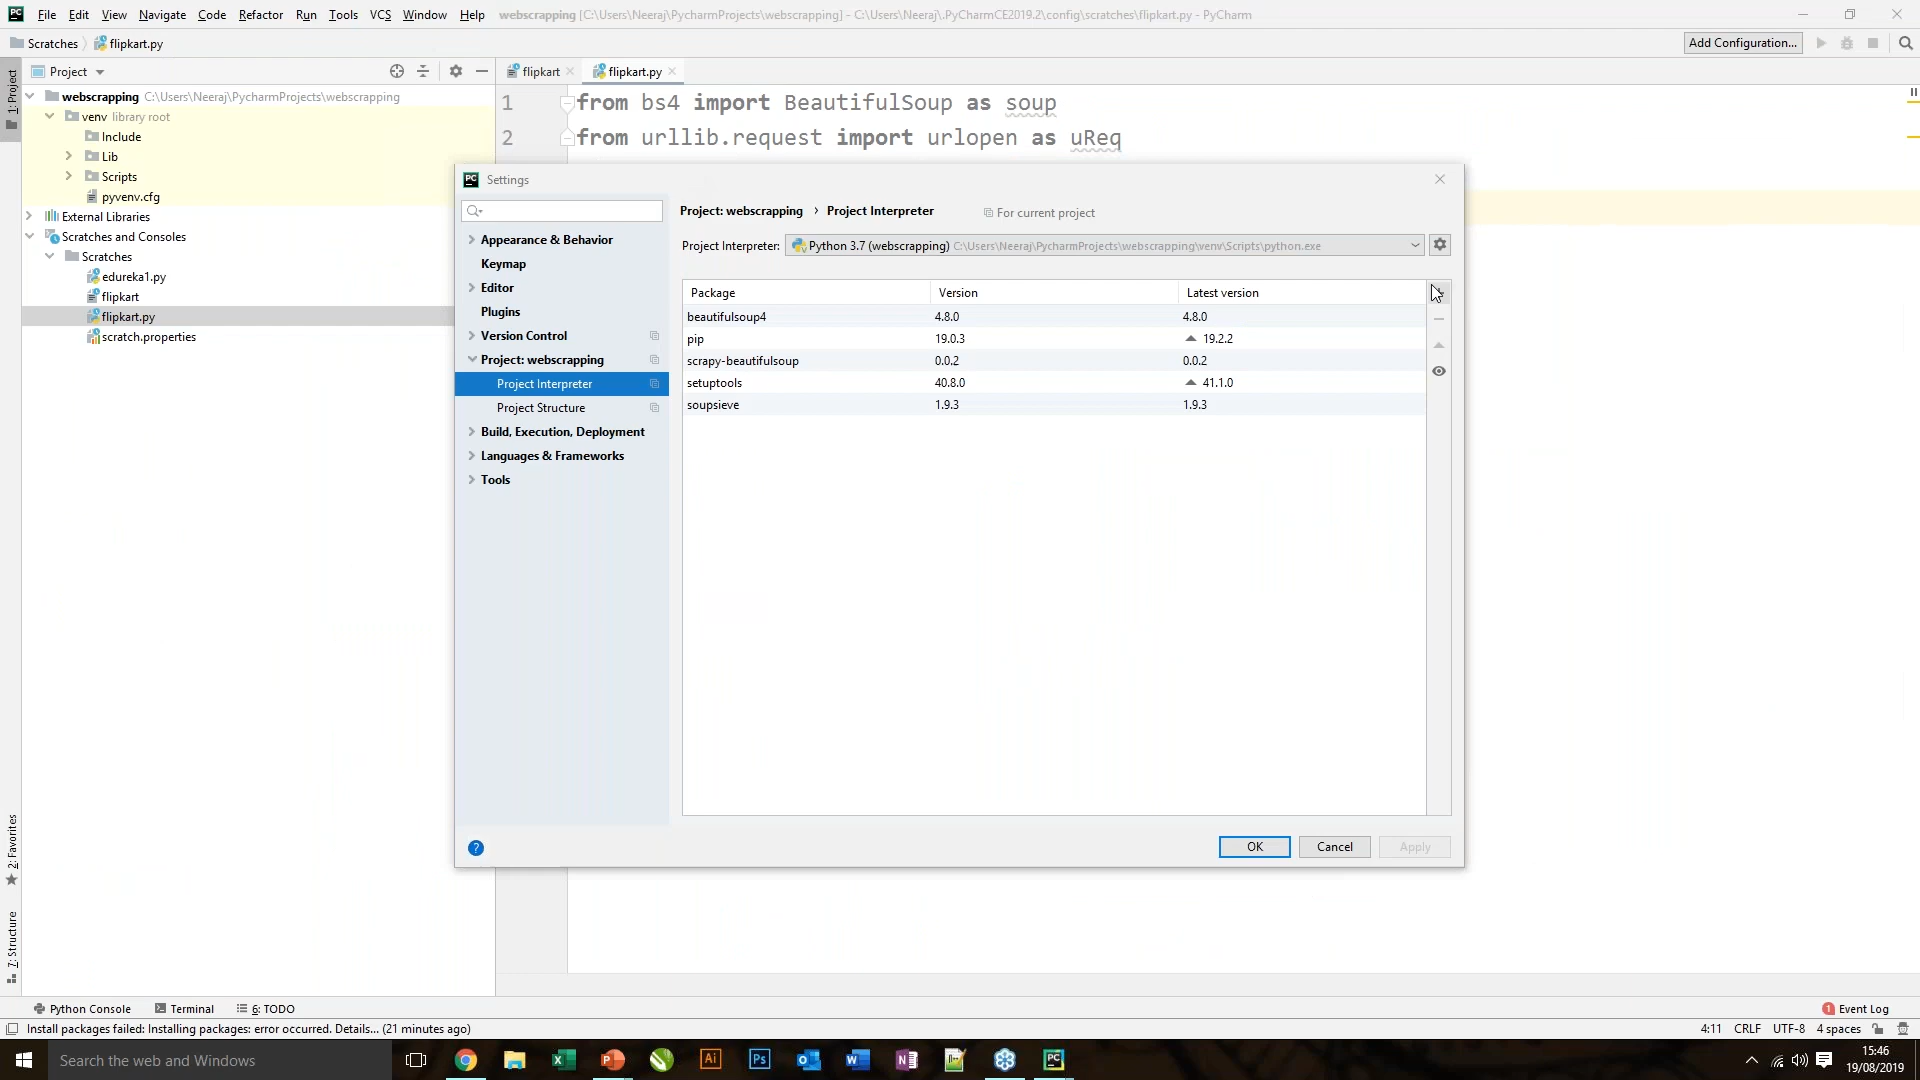 File Edit View Navigate Code Refactor Run Tools VCS Window Help webscrapping [C:\Users\Neeraj\PycharmProjects\webscrapping] - C:\Users\Neeraj\.PyCharmCE2019.2\config\scratches\flipkart.py - PyCharm
Scratches flipkart.py Add Configuration...
1: Project
Project
flipkart flipkart.py
webscrapping C:\Users\Neeraj\PycharmProjects\webscrapping
venv library root
Include
Lib
Scripts
pyvenv.cfg
External Libraries
Scratches and Consoles
Scratches
edureka1.py
flipkart
flipkart.py
scratch.properties
1 from bs4 import BeautifulSoup as soup
2 from urllib.request import urlopen as uReq
Settings
Appearance & Behavior
Keymap
Editor
Plugins
Version Control
Project: webscrapping
Project Interpreter
Project Structure
Build, Execution, Deployment
Languages & Frameworks
Tools
Project: webscrapping › Project Interpreter For current project
Project Interpreter: Python 3.7 (webscrapping) C:\Users\Neeraj\PycharmProjects\webscrapping\venv\Scripts\python.exe
Package Version Latest version
beautifulsoup4 4.8.0 4.8.0
pip 19.0.3 19.2.2
scrapy-beautifulsoup 0.0.2 0.0.2
setuptools 40.8.0 41.1.0
soupsieve 1.9.3 1.9.3
? OK Cancel Apply
2: Favorites
7: Structure
Python Console Terminal 6: TODO 1 Event Log
Install packages failed: Installing packages: error occurred. Details... (21 minutes ago) 4:11 CRLF UTF-8 4 spaces
Search the web and Windows
15:46
19/08/2019